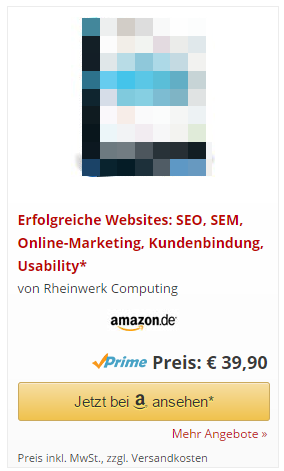 Erfolgreiche Websites: SEO, SEM,
Online-Marketing, Kundenbindung,
Usability*
von Rheinwerk Computing
amazon.de
Prime Preis: € 39,90
Jetzt bei a ansehen*
Mehr Angebote »
Preis inkl. MwSt., zzgl. Versandkosten